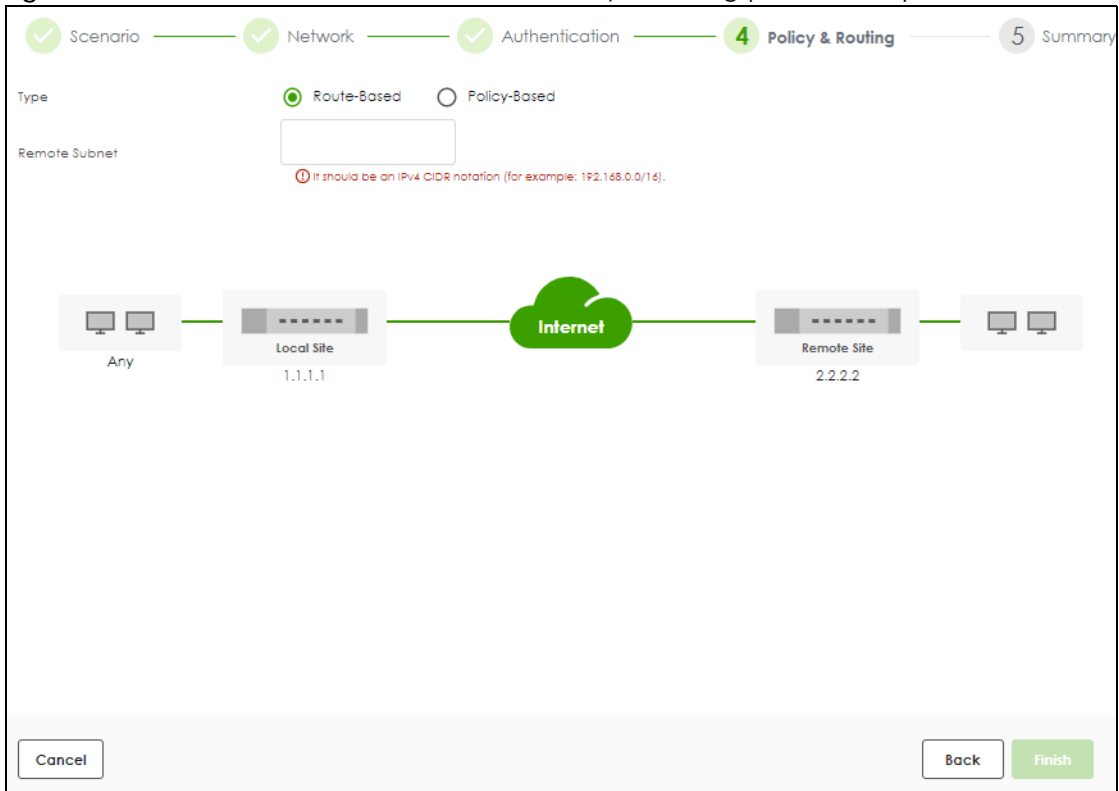 Scenario Network Authentication 4 Policy & Routing 5 Summary
Type Route-Based Policy-Based
Remote Subnet
It should be an IPv4 CIDR notation (for example: 192.168.0.0/16).
Internet
Local Site Remote Site
Any
1.1.1.1 2.2.2.2
Cancel Back Finish